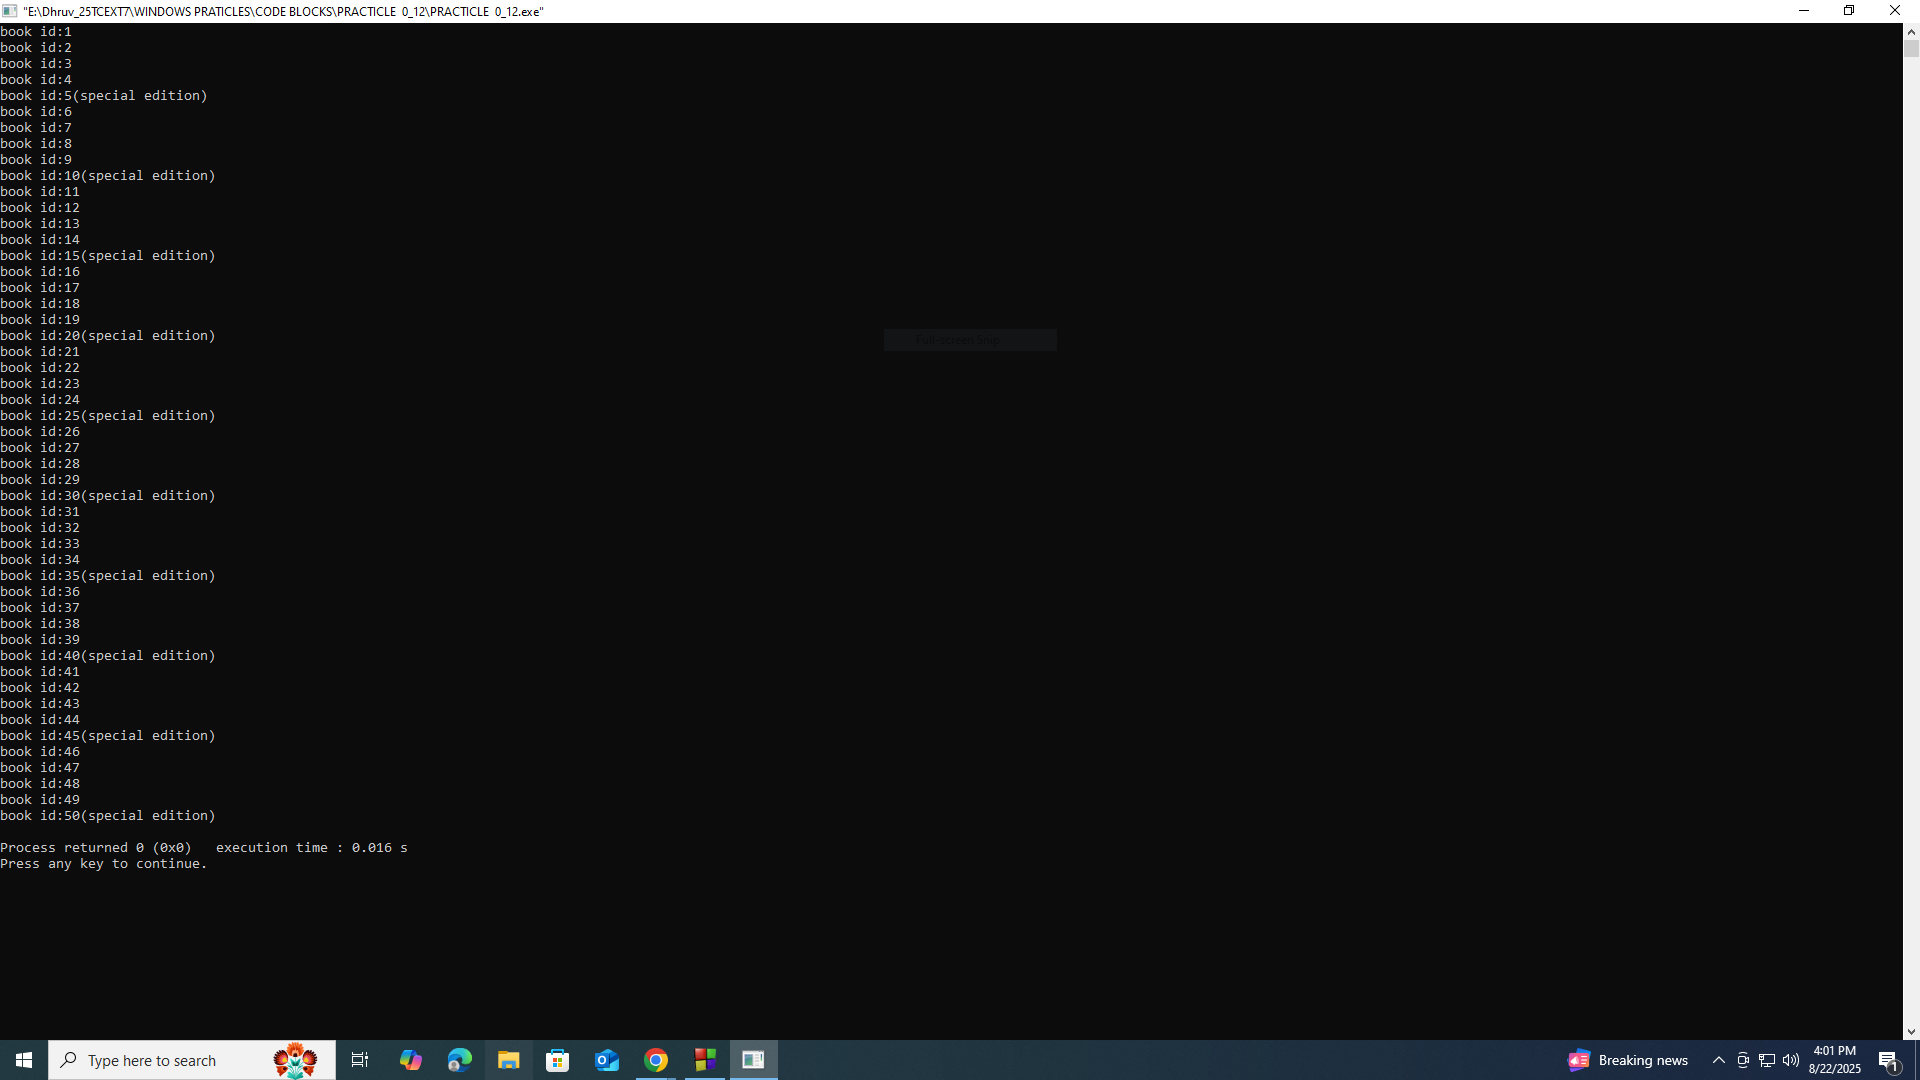 "E:\Dhruv_25TCEXT7\WINDOWS PRATICLES\CODE BLOCKS\PRACTICLE  0_12\PRACTICLE  0_12.exe"
book id:1
book id:2
book id:3
book id:4
book id:5(special edition)
book id:6
book id:7
book id:8
book id:9
book id:10(special edition)
book id:11
book id:12
book id:13
book id:14
book id:15(special edition)
book id:16
book id:17
book id:18
book id:19
book id:20(special edition)
Full-screen Snip
book id:21
book id:22
book id:23
book id:24
book id:25(special edition)
book id:26
book id:27
book id:28
book id:29
book id:30(special edition)
book id:31
book id:32
book id:33
book id:34
book id:35(special edition)
book id:36
book id:37
book id:38
book id:39
book id:40(special edition)
book id:41
book id:42
book id:43
book id:44
book id:45(special edition)
book id:46
book id:47
book id:48
book id:49
book id:50(special edition)
Process returned 0 (0x0)   execution time : 0.016 s
Press any key to continue.
Type here to search
Breaking news
4:01 PM
8/22/2025
1